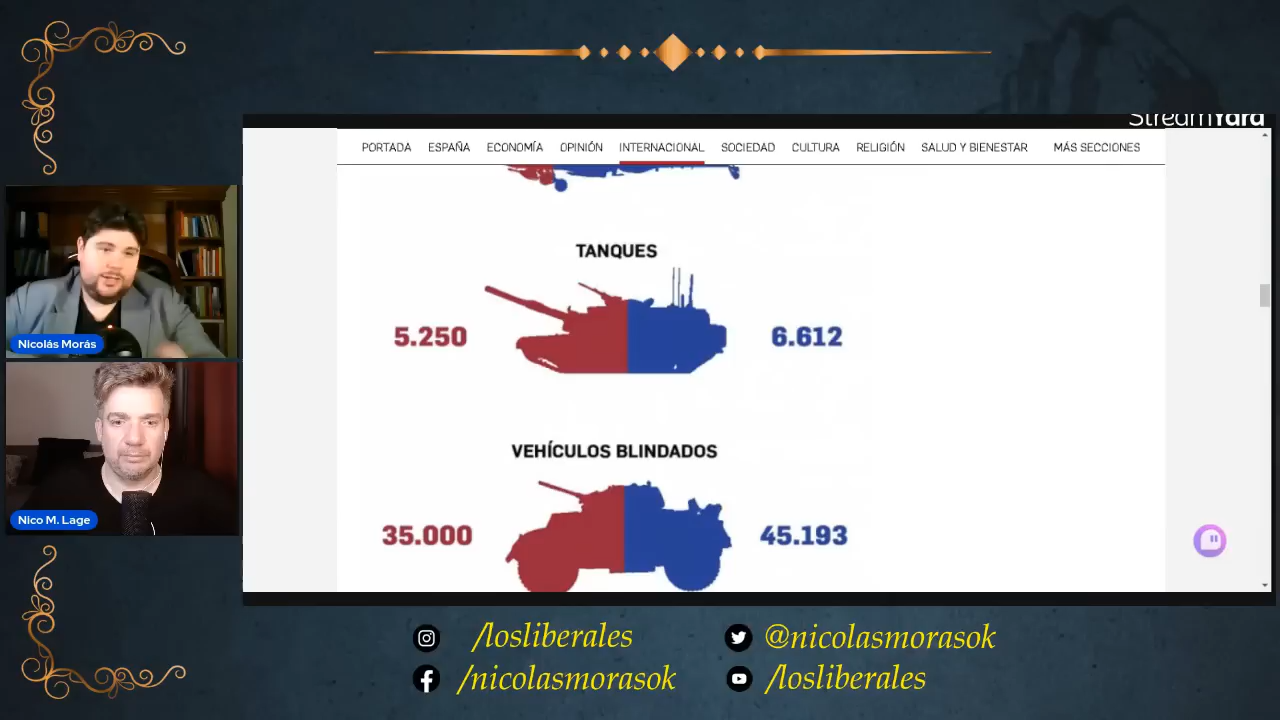 StreamYard
PORTADA ESPAÑA ECONOMÍA OPINIÓN INTERNACIONAL SOCIEDAD CULTURA RELIGIÓN SALUD Y BIENESTAR MÁS SECCIONES
TANQUES
5.250 6.612
VEHÍCULOS BLINDADOS
35.000 45.193
Nicolás Morás
Nico M. Lage
/losliberales @nicolasmorasok
/nicolasmorasok /losliberales